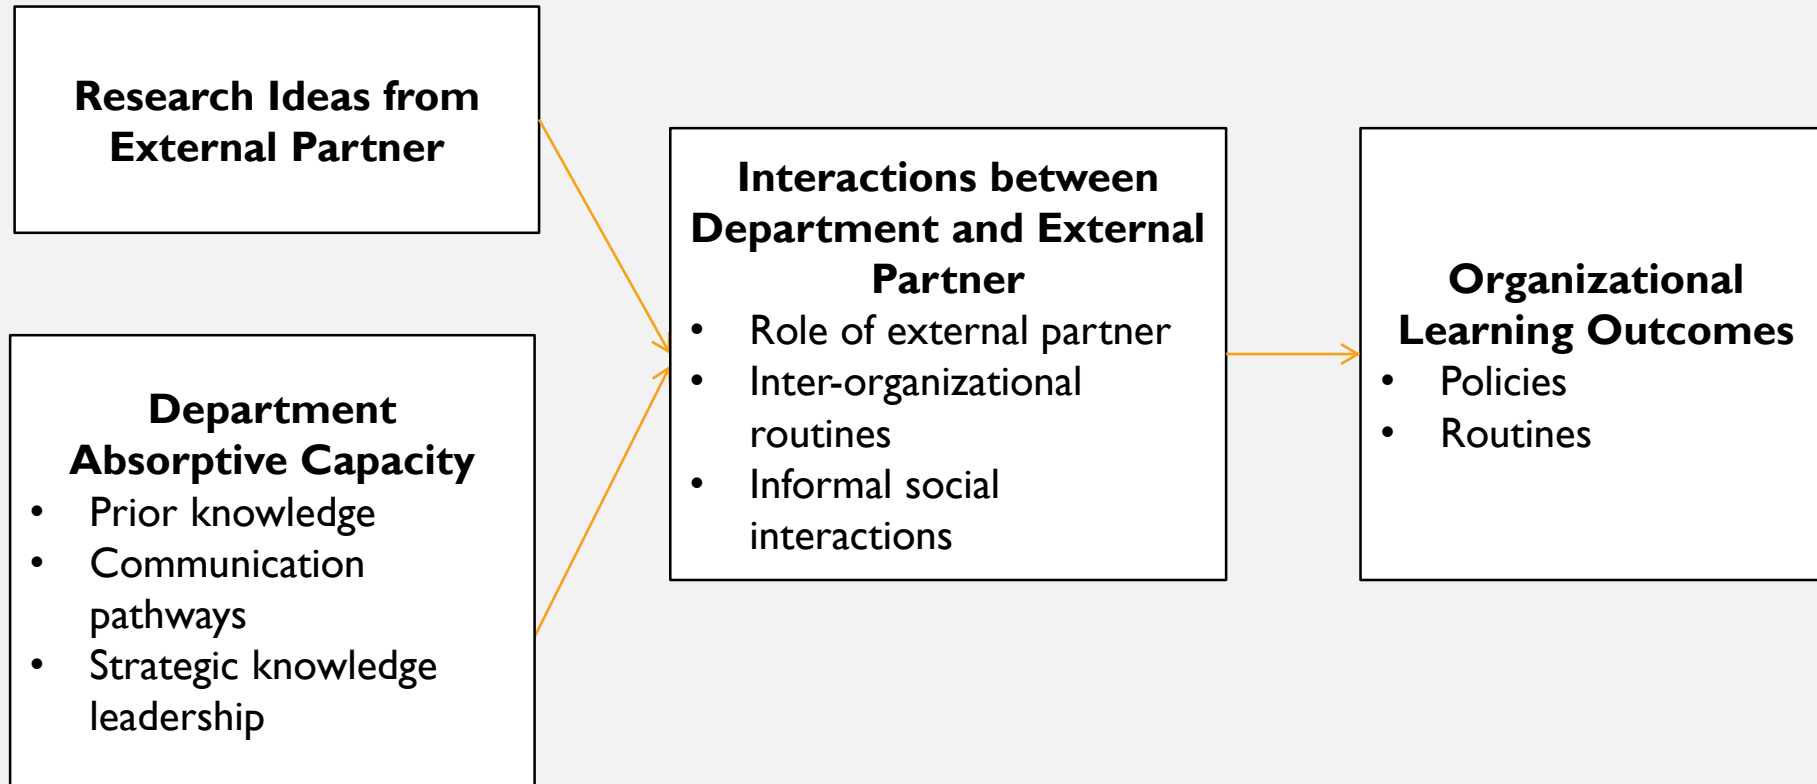 Research Ideas from
External Partner
Department
Absorptive Capacity
• Prior knowledge
• Communication
pathways
• Strategic knowledge
leadership
Interactions between
Department and External
Partner
• Role of external partner
• Inter-organizational
routines
• Informal social
interactions
Organizational
Learning Outcomes
• Policies
• Routines